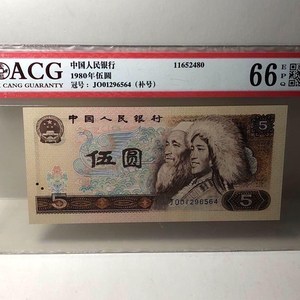 ACG
CANG GUARANTY
中国人民银行
1980年伍圆
冠号：JO01296564（补号）
11652480
66 EPQ
中国人民银行
5
伍圆
5
JO01296564